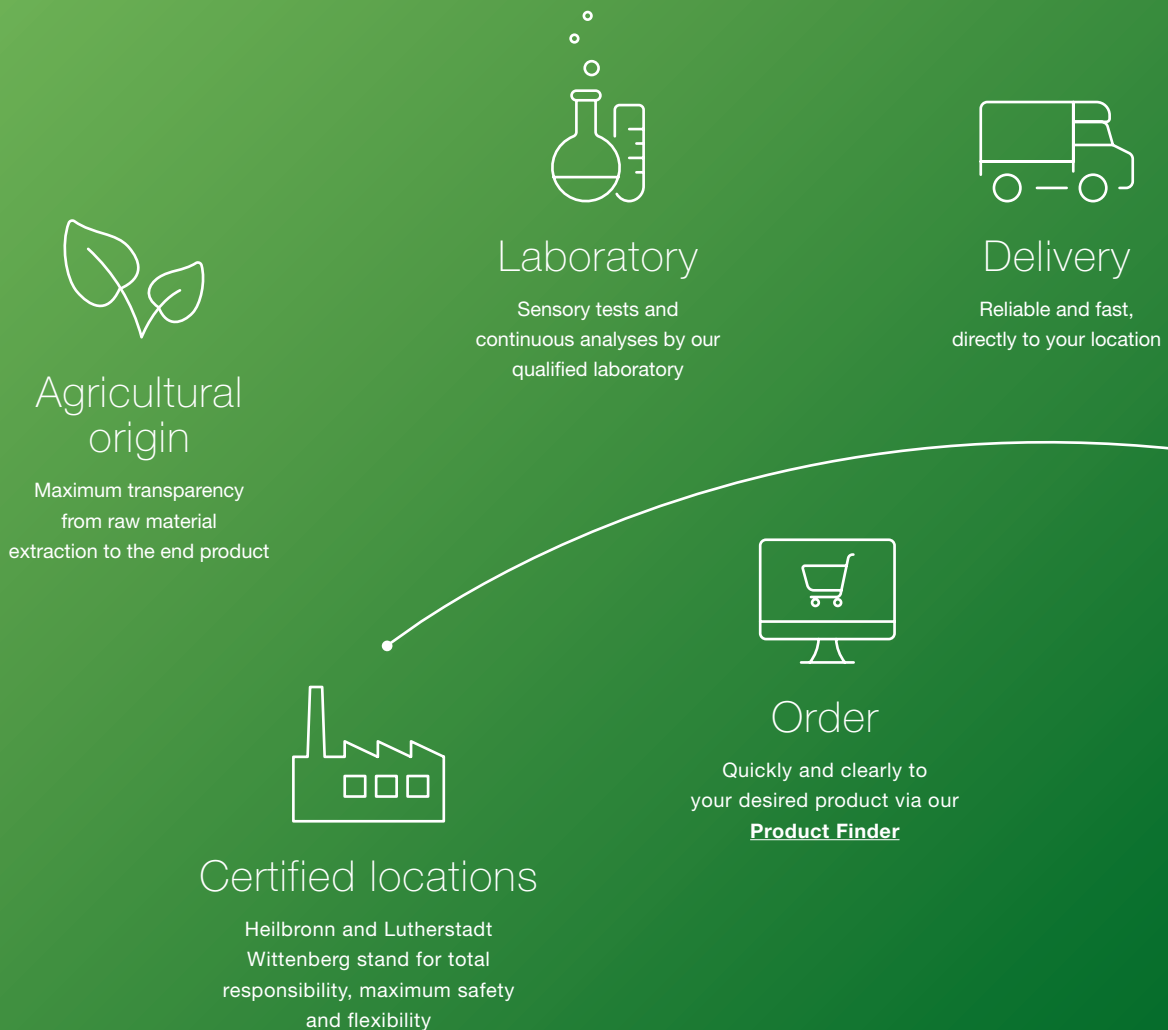 Agricultural
origin
Maximum transparency
from raw material
extraction to the end product
Certified locations
Heilbronn and Lutherstadt
Wittenberg stand for total
responsibility, maximum safety
and flexibility
Laboratory
Sensory tests and
continuous analyses by our
qualified laboratory
Order
Quickly and clearly to
your desired product via our
Product Finder
Delivery
Reliable and fast,
directly to your location